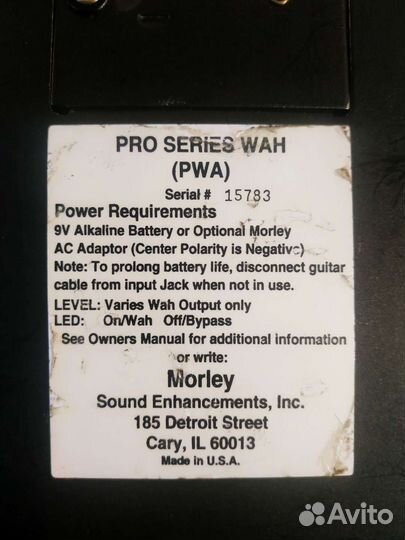 PRO SERIES WAH
(PWA)
Serial # 15783
Power Requirements
9V Alkaline Battery or Optional Morley
AC Adaptor (Center Polarity is Negative)
Note: To prolong battery life, disconnect guitar
cable from input Jack when not in use.
LEVEL: Varies Wah Output only
LED: On/Wah Off/Bypass
See Owners Manual for additional information
or write:
Morley
Sound Enhancements, Inc.
185 Detroit Street
Cary, IL 60013
Made in U.S.A.
Avito